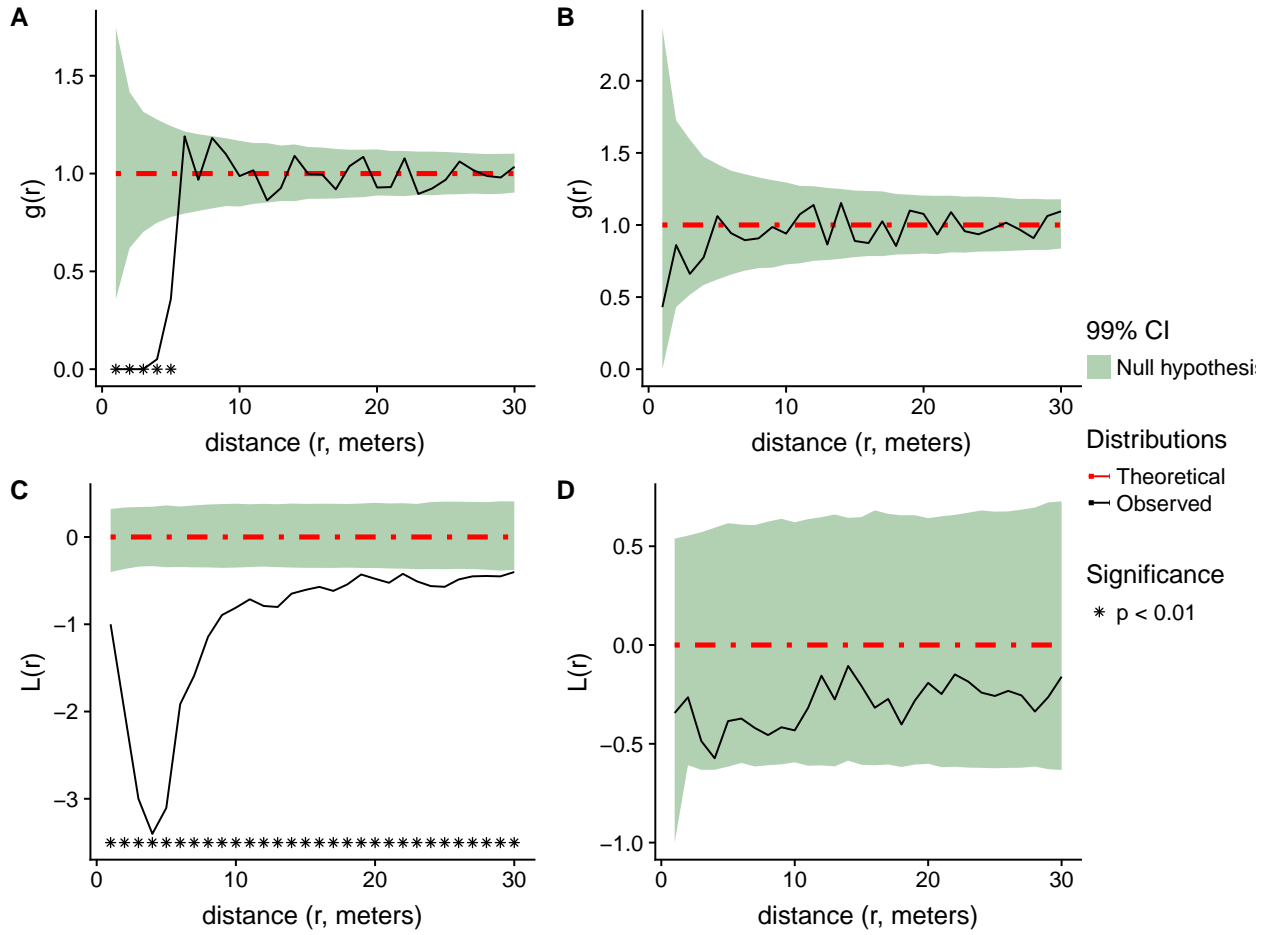 A
g(r)
1.5
1.0
0.5
0.0
0 10 20 30
distance (r, meters)
B
g(r)
2.0
1.5
1.0
0.5
0.0
0 10 20 30
distance (r, meters)
C
L(r)
0
−1
−2
−3
0 10 20 30
distance (r, meters)
D
L(r)
0.5
0.0
−0.5
−1.0
0 10 20 30
distance (r, meters)
99% CI
Null hypothesi
Distributions
Theoretical
Observed
Significance
p < 0.01